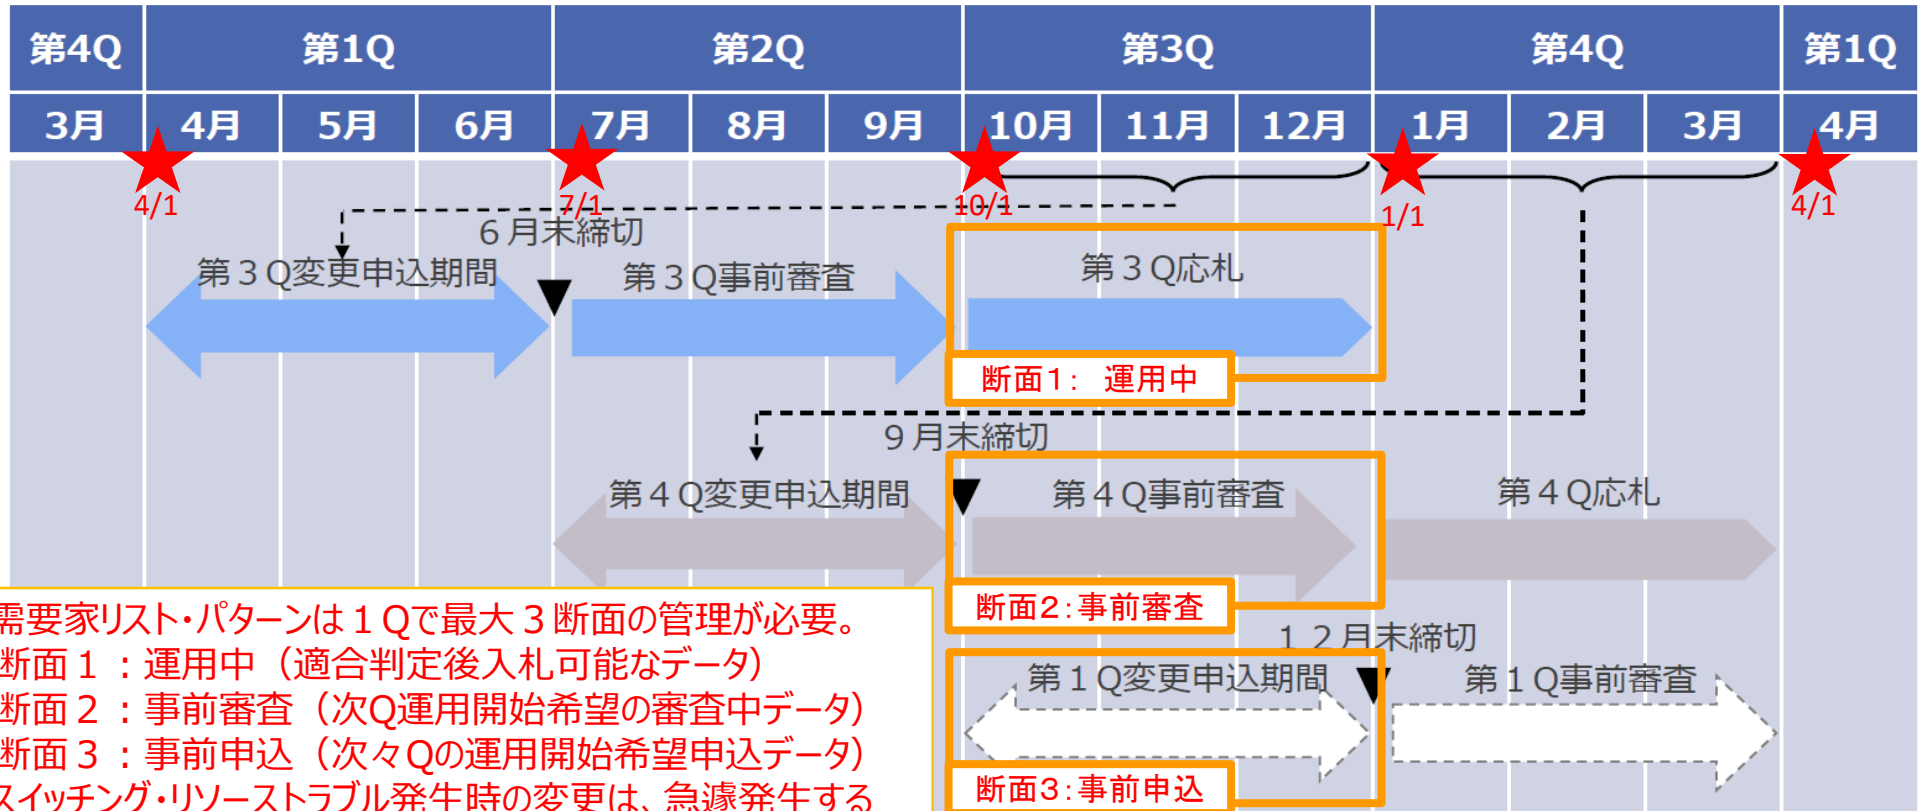 第4Q 第1Q 第2Q 第3Q 第4Q 第1Q
3月 4月 5月 6月 7月 8月 9月 10月 11月 12月 1月 2月 3月 4月
4/1 7/1 10/1 1/1 4/1
６月末締切
第３Q変更申込期間 第３Q事前審査 第３Q応札
断面1： 運用中
９月末締切
第４Q変更申込期間 第４Q事前審査 第４Q応札
断面2：事前審査
１２月末締切
第１Q変更申込期間 第１Q事前審査
断面3：事前申込
需要家リスト・パターンは１Qで最大３断面の管理が必要。
断面１：運用中（適合判定後入札可能なデータ）
断面２：事前審査（次Q運用開始希望の審査中データ）
断面３：事前申込（次々Qの運用開始希望申込データ）
スイッチング・リソーストラブル発生時の変更は、急遽発生する